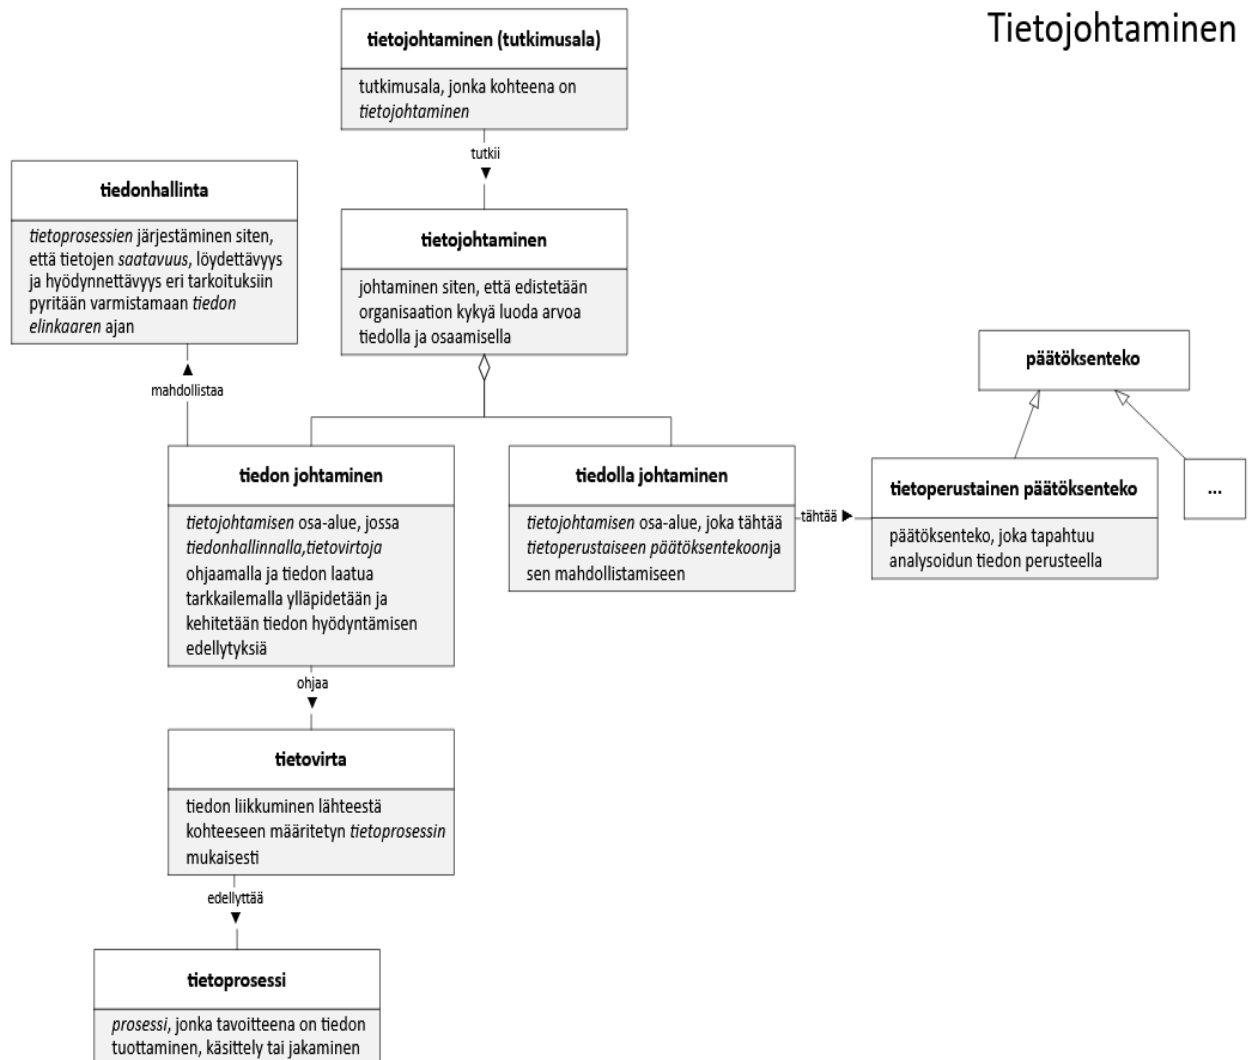 Tietojohtaminen
tietojohtaminen (tutkimusala)
tutkimusala, jonka kohteena on
tietojohtaminen
tutkii
tiedonhallinta
tietoprosessien järjestäminen siten,
että tietojen saatavuus, löydettävyys
ja hyödynnettävyys eri tarkoituksiin
pyritään varmistamaan tiedon
elinkaaren ajan
tietojohtaminen
johtaminen siten, että edistetään
organisaation kykyä luoda arvoa
tiedolla ja osaamisella
mahdollistaa
päätöksenteko
tiedon johtaminen
tietojohtamisen osa-alue, jossa
tiedonhallinnalla,tietovirtoja
ohjaamalla ja tiedon laatua
tarkkailemalla ylläpidetään ja
kehitetään tiedon hyödyntämisen
edellytyksiä
tiedolla johtaminen
tietojohtamisen osa-alue, joka tähtää
tietoperustaiseen päätöksentekoonja
sen mahdollistamiseen
tähtää
tietoperustainen päätöksenteko
päätöksenteko, joka tapahtuu
analysoidun tiedon perusteella
...
ohjaa
tietovirta
tiedon liikkuminen lähteestä
kohteeseen määritetyn tietoprosessin
mukaisesti
edellyttää
tietoprosessi
prosessi, jonka tavoitteena on tiedon
tuottaminen, käsittely tai jakaminen